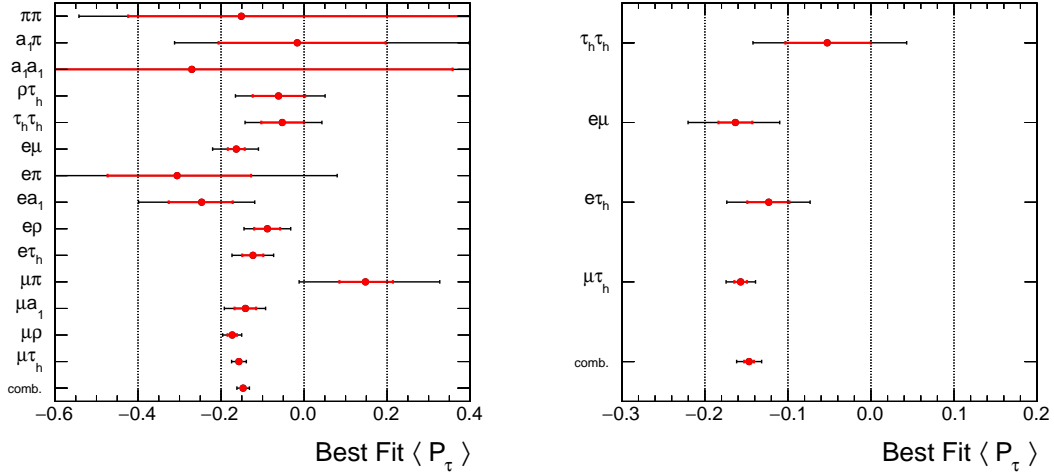 ππ
a₁π
a₁a₁
ρτₕ
τₕτₕ
eμ
eπ
ea₁
eρ
eτₕ
μπ
μa₁
μρ
μτₕ
comb.
−0.6 −0.4 −0.2 0.0 0.2 0.4
Best Fit ⟨ P_τ ⟩
τₕτₕ
eμ
eτₕ
μτₕ
comb.
−0.3 −0.2 −0.1 0.0 0.1 0.2
Best Fit ⟨ P_τ ⟩